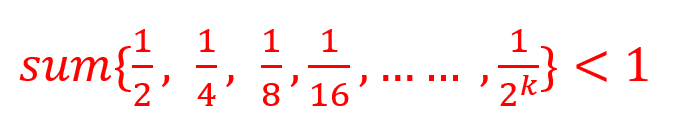 sum{1/2, 1/4, 1/8, 1/16, … … , 1/2^k} < 1